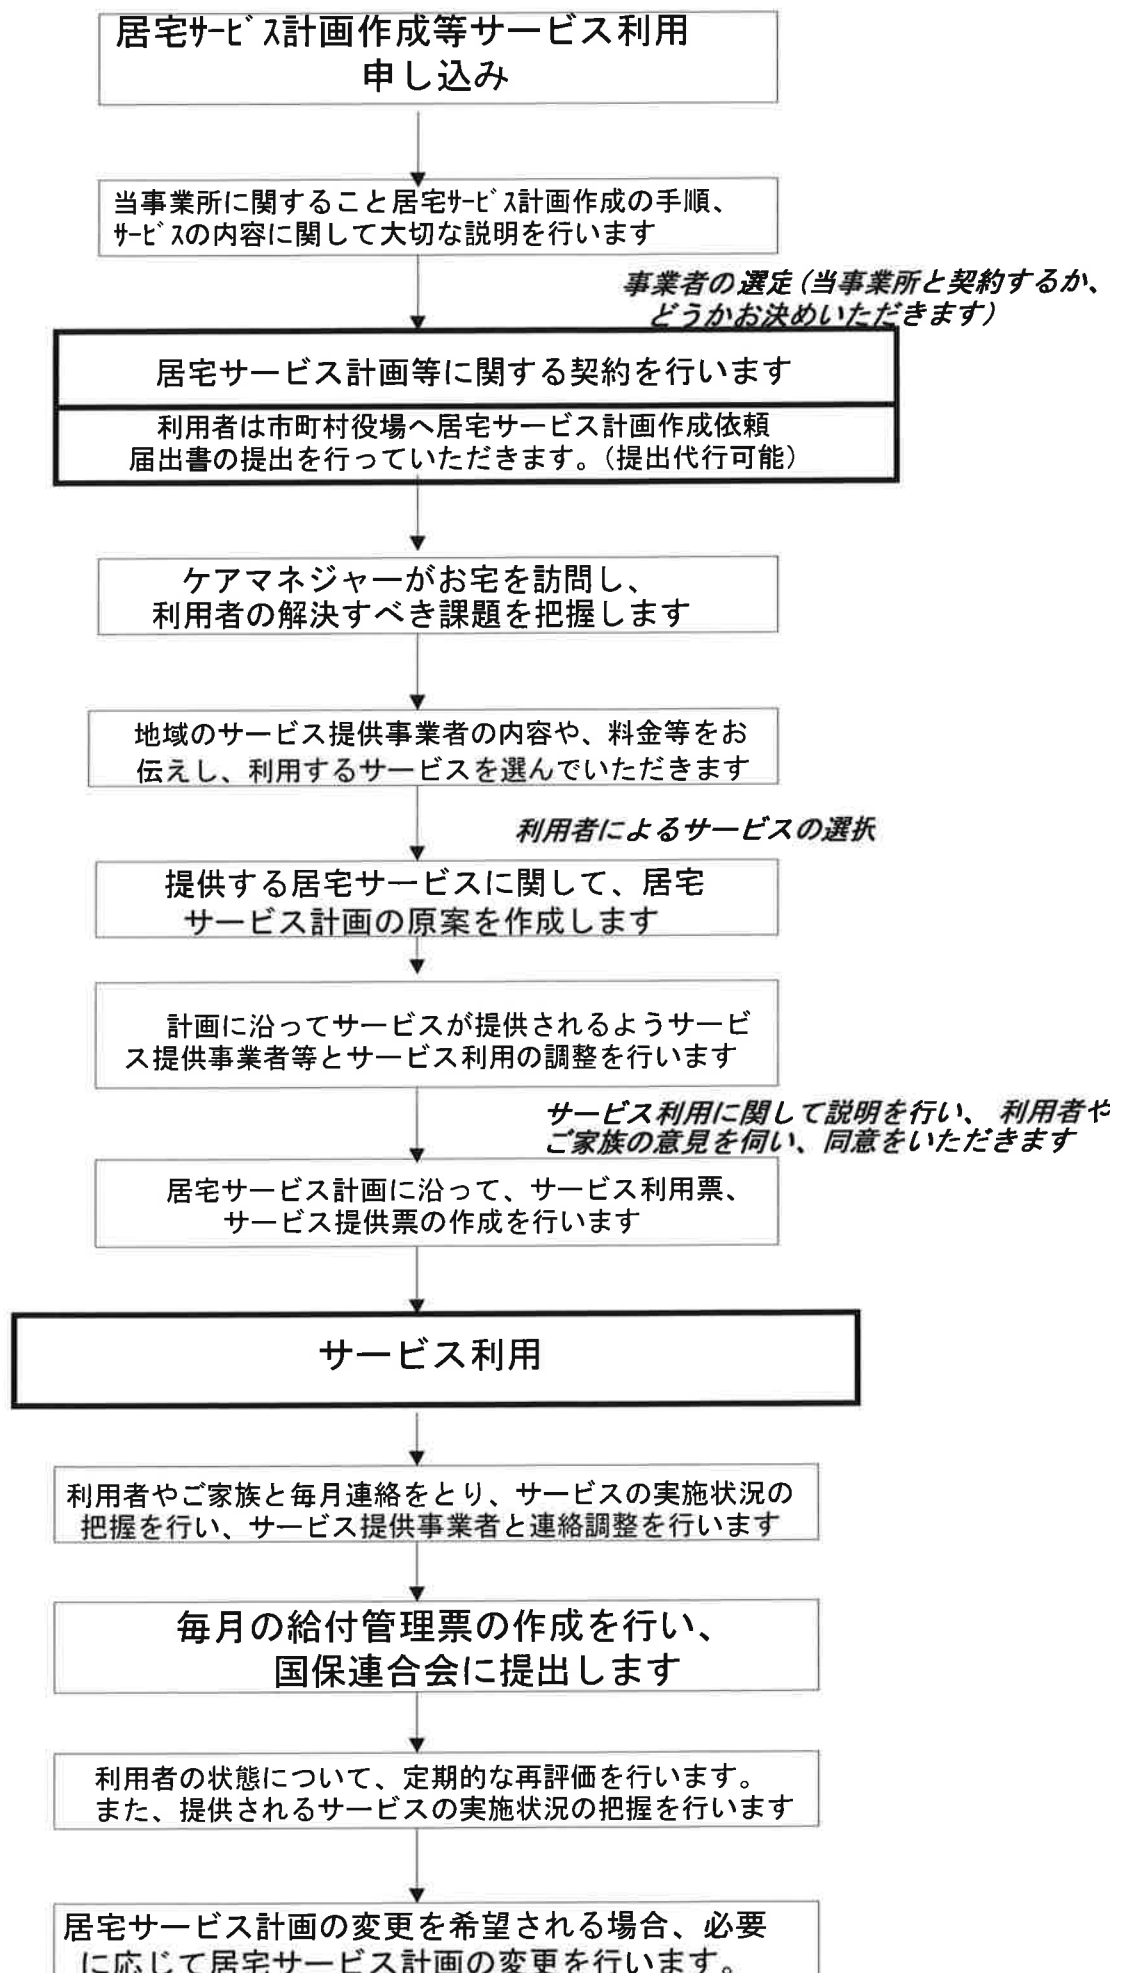 居宅ｻｰﾋﾞｽ計画作成等サービス利用
申し込み
当事業所に関すること居宅ｻｰﾋﾞｽ計画作成の手順、
ｻｰﾋﾞｽの内容に関して大切な説明を行います
事業者の選定（当事業所と契約するか、
どうかお決めいただきます）
居宅サービス計画等に関する契約を行います
利用者は市町村役場へ居宅サービス計画作成依頼
届出書の提出を行っていただきます。（提出代行可能）
ケアマネジャーがお宅を訪問し、
利用者の解決すべき課題を把握します
地域のサービス提供事業者の内容や、料金等をお
伝えし、利用するサービスを選んでいただきます
利用者によるサービスの選択
提供する居宅サービスに関して、居宅
サービス計画の原案を作成します
計画に沿ってサービスが提供されるようサービ
ス提供事業者等とサービス利用の調整を行います
サービス利用に関して説明を行い、利用者や
ご家族の意見を伺い、同意をいただきます
居宅サービス計画に沿って、サービス利用票、
サービス提供票の作成を行います
サービス利用
利用者やご家族と毎月連絡をとり、サービスの実施状況の
把握を行い、サービス提供事業者と連絡調整を行います
毎月の給付管理票の作成を行い、
国保連合会に提出します
利用者の状態について、定期的な再評価を行います。
また、提供されるサービスの実施状況の把握を行います
居宅サービス計画の変更を希望される場合、必要
に応じて居宅サービス計画の変更を行います。